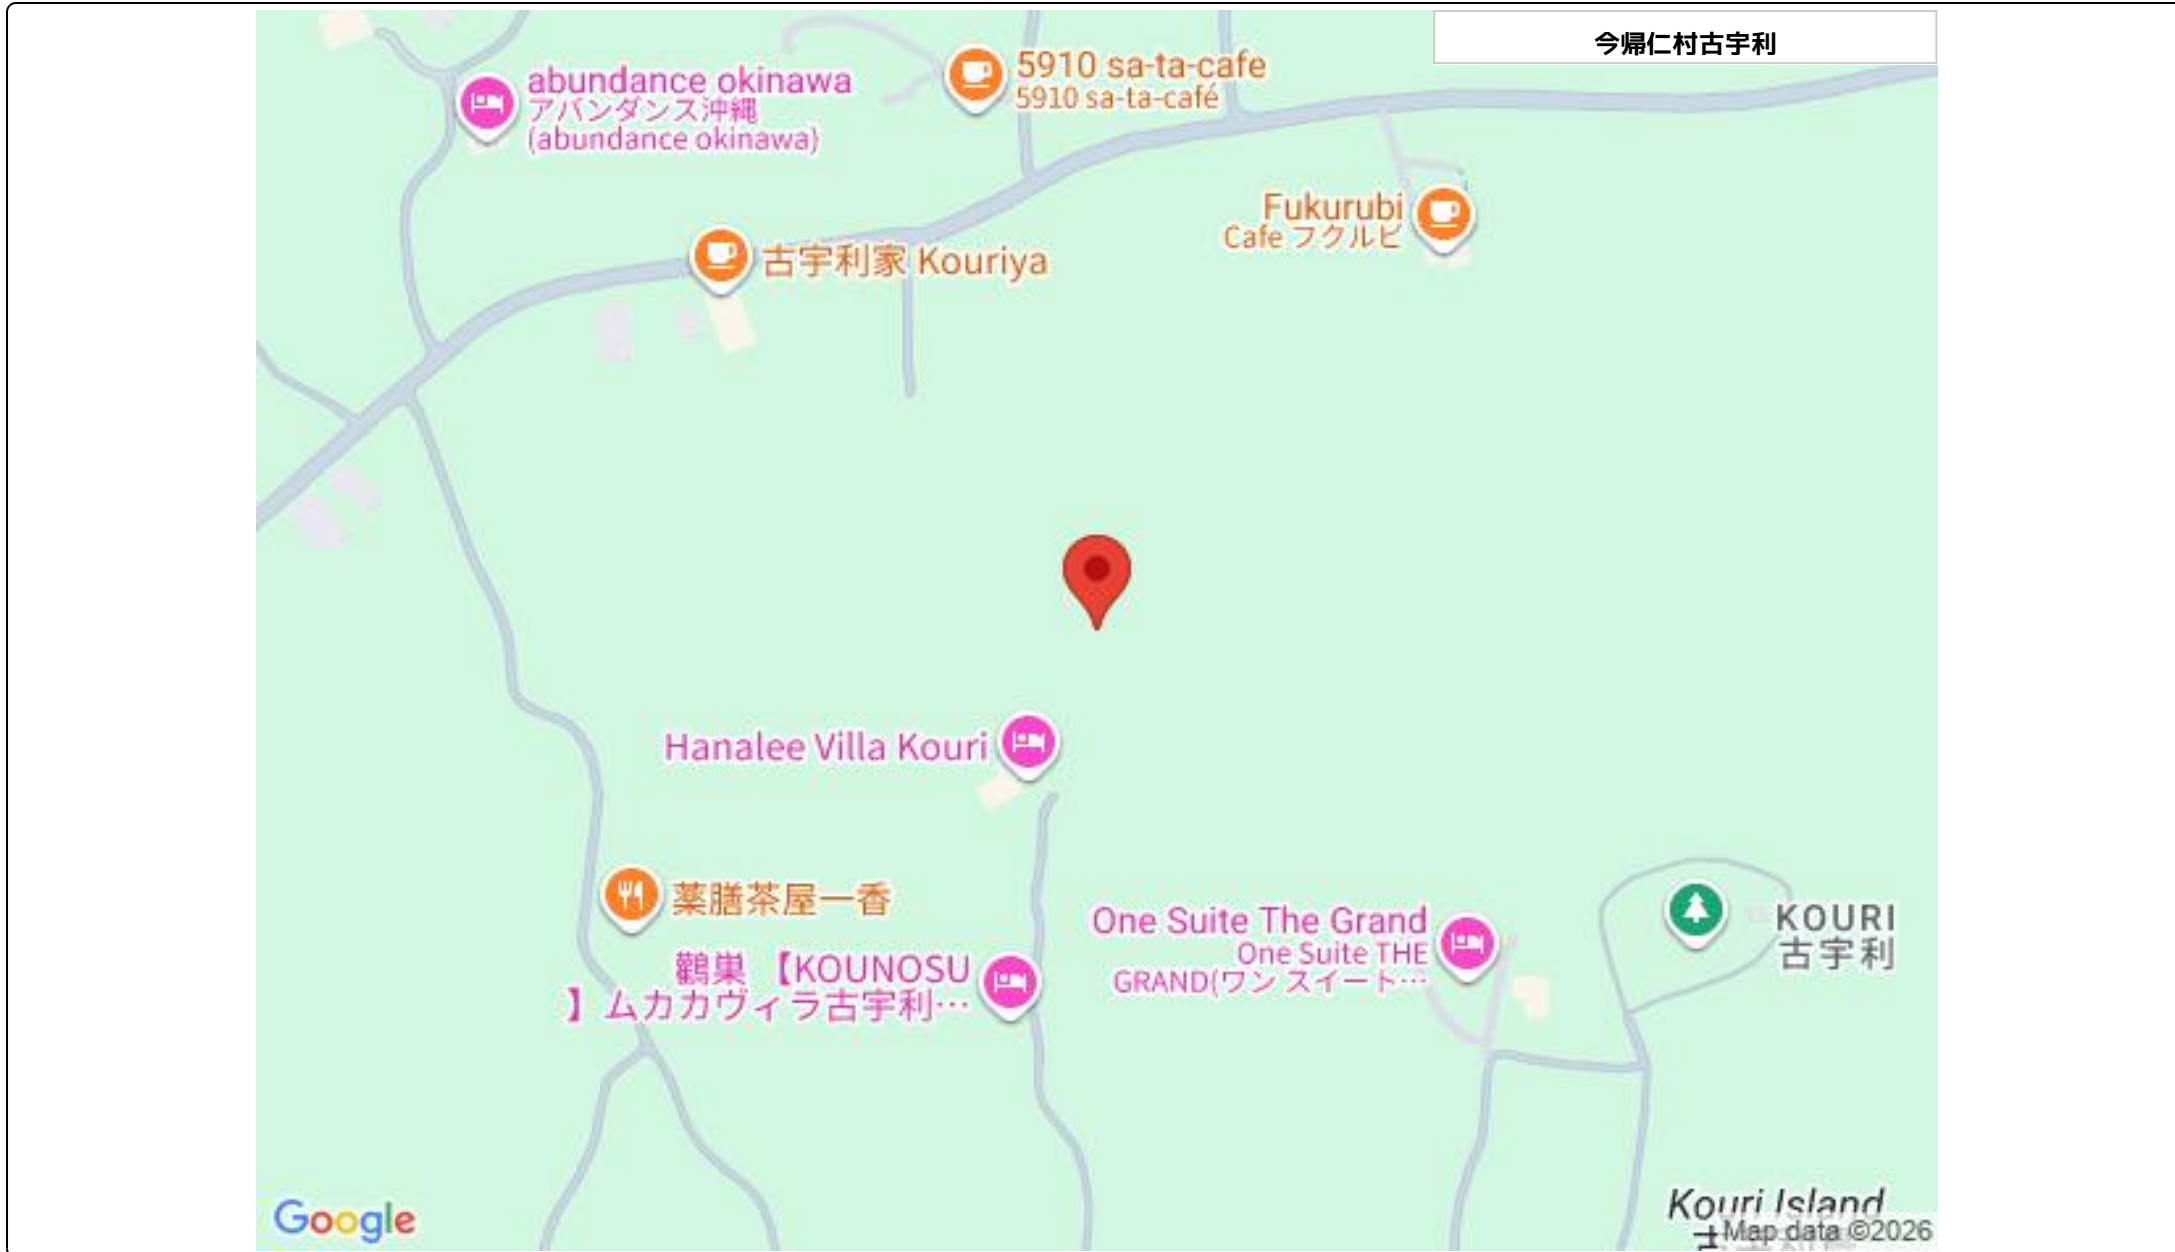 今帰仁村古宇利
abundance okinawa
アバンダンス沖縄
(abundance okinawa)
5910 sa-ta-cafe
5910 sa-ta-café
Fukurubi
Cafe フクルビ
古宇利家 Kouriya
Hanalee Villa Kouri
薬膳茶屋一香
鸛巣 【KOUNOSU
】ムカカヴィラ古宇利…
One Suite The Grand
One Suite THE
GRAND(ワン スイート…
KOURI
古宇利
Kouri Island
Google
Map data ©2026